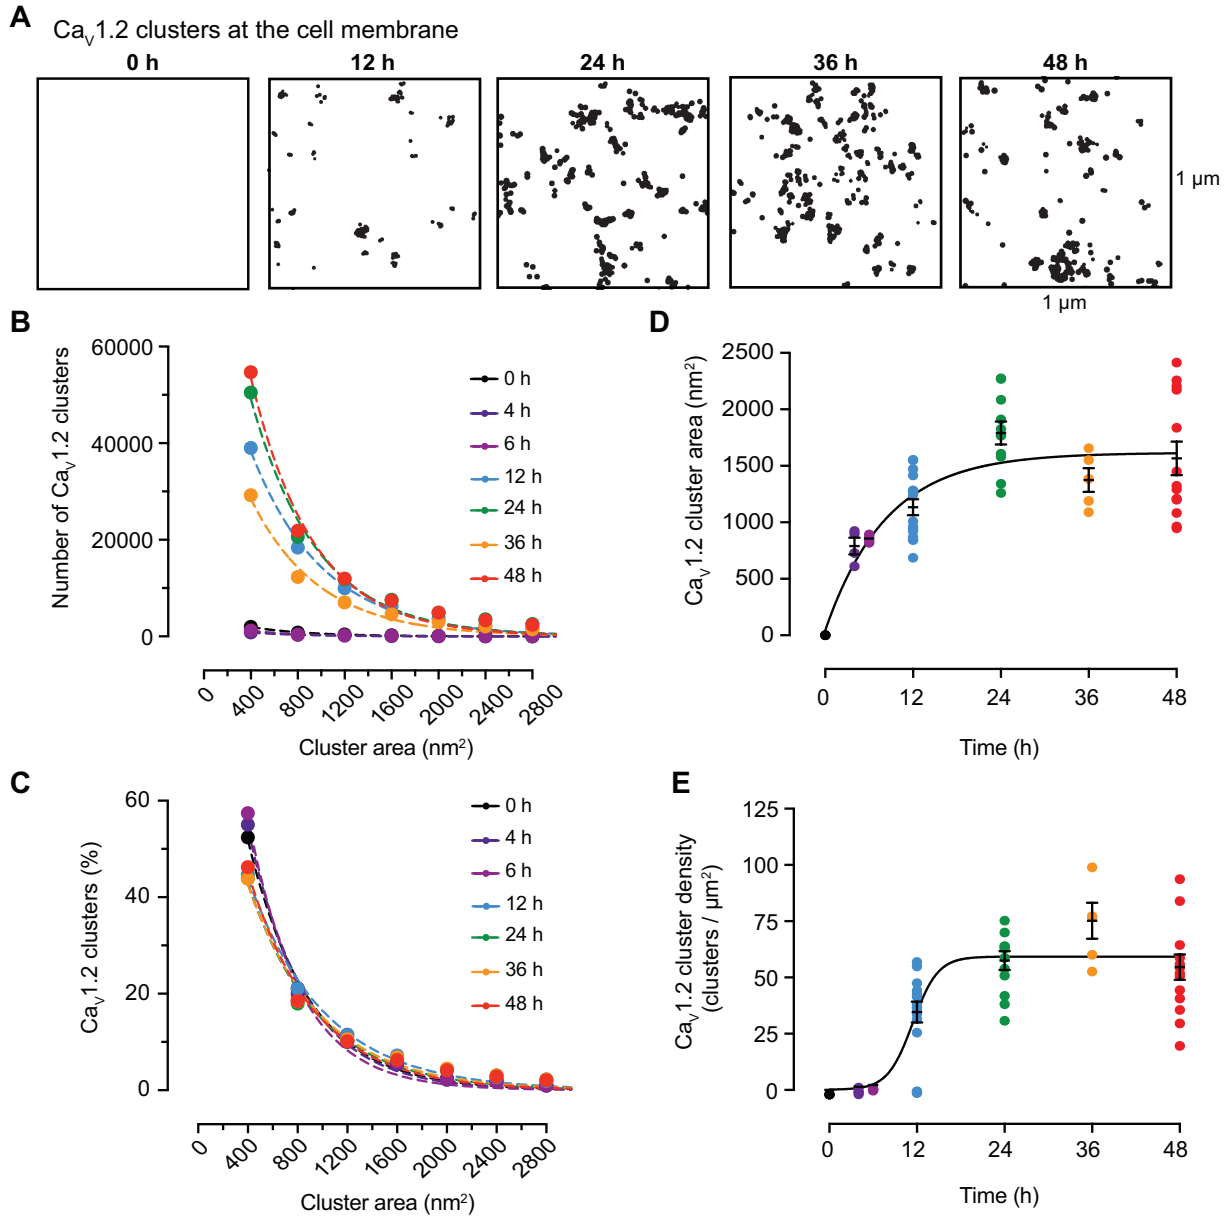 A
Ca_V1.2 clusters at the cell membrane
0 h 12 h 24 h 36 h 48 h
1 µm
1 µm
B
Number of Ca_V1.2 clusters
60000
40000
20000
0
0 h
4 h
6 h
12 h
24 h
36 h
48 h
0 400 800 1200 1600 2000 2400 2800
Cluster area (nm²)
D
Ca_V1.2 cluster area (nm²)
2500
2000
1500
1000
500
0
0 12 24 36 48
Time (h)
C
Ca_V1.2 clusters (%)
60
40
20
0
0 h
4 h
6 h
12 h
24 h
36 h
48 h
0 400 800 1200 1600 2000 2400 2800
Cluster area (nm²)
E
Ca_V1.2 cluster density
(clusters / µm²)
125
100
75
50
25
0
0 12 24 36 48
Time (h)